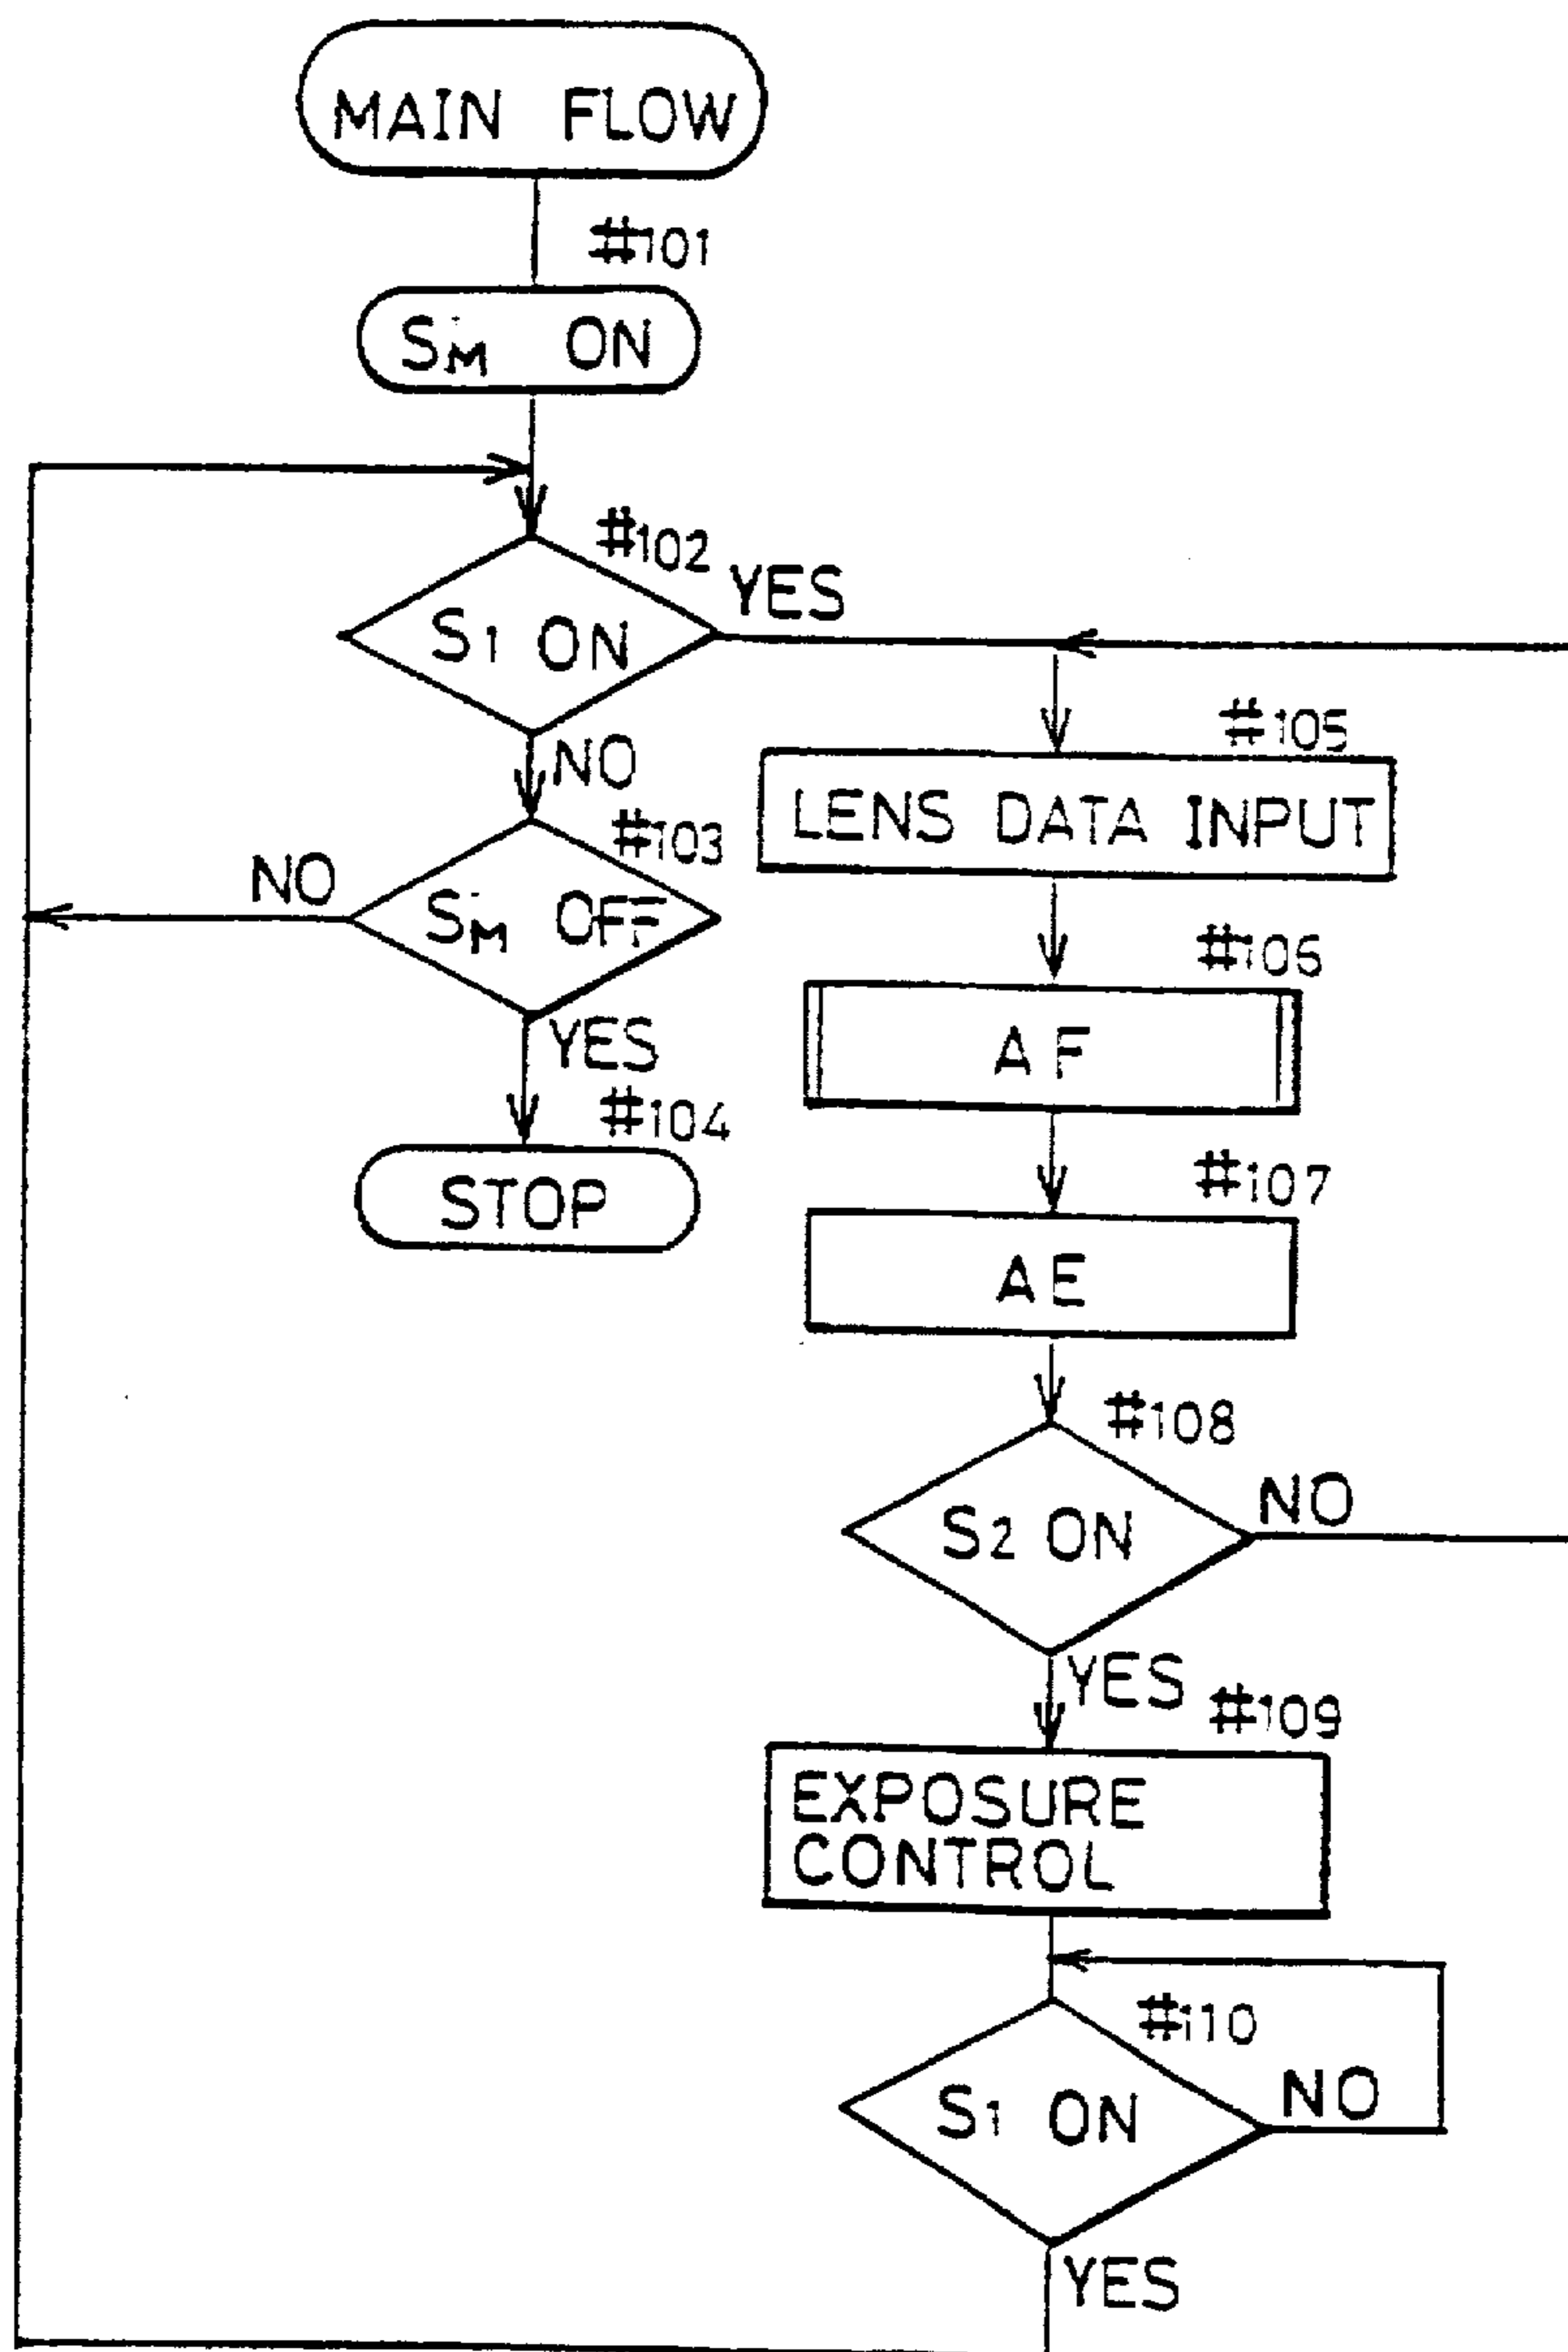 MAIN FLOW
#101
SM ON
#102
S1 ON
YES
NO
#103
SM OFF
NO
YES
#104
STOP
#105
LENS DATA INPUT
#106
AF
#107
AE
#108
S2 ON
NO
YES
#109
EXPOSURE
CONTROL
#110
S1 ON
NO
YES